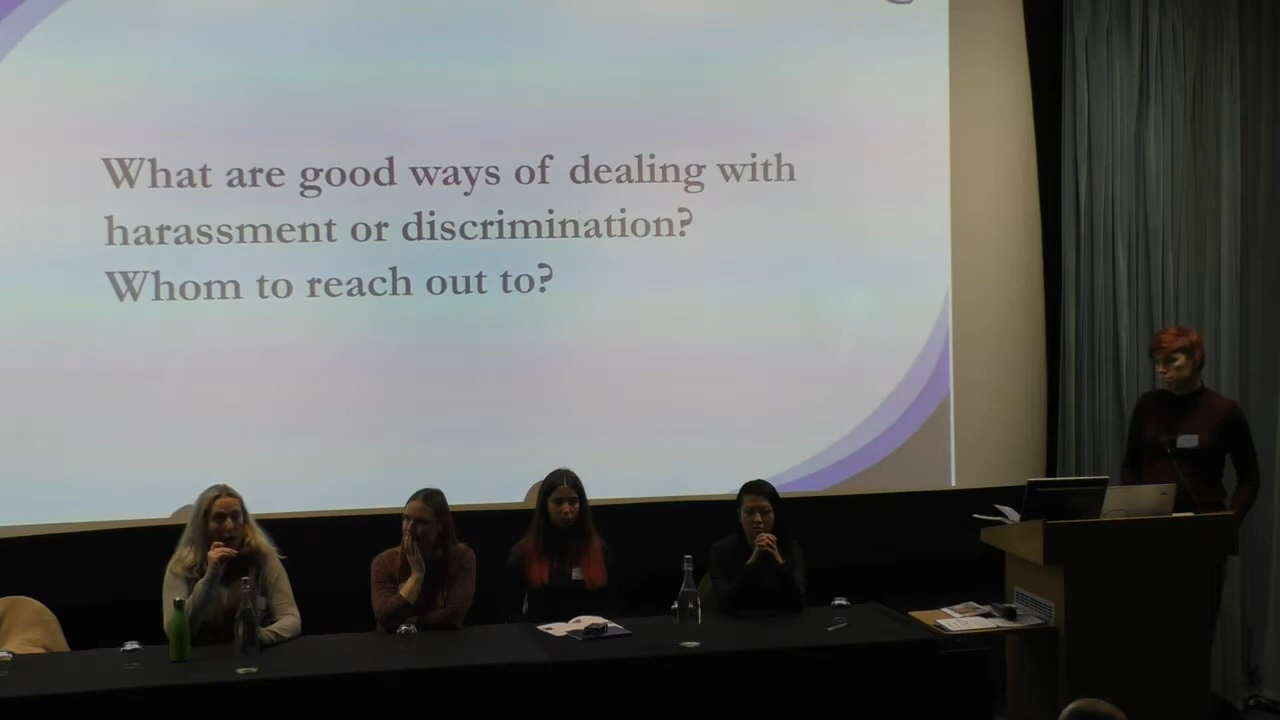 What are good ways of dealing with
harassment or discrimination?
Whom to reach out to?